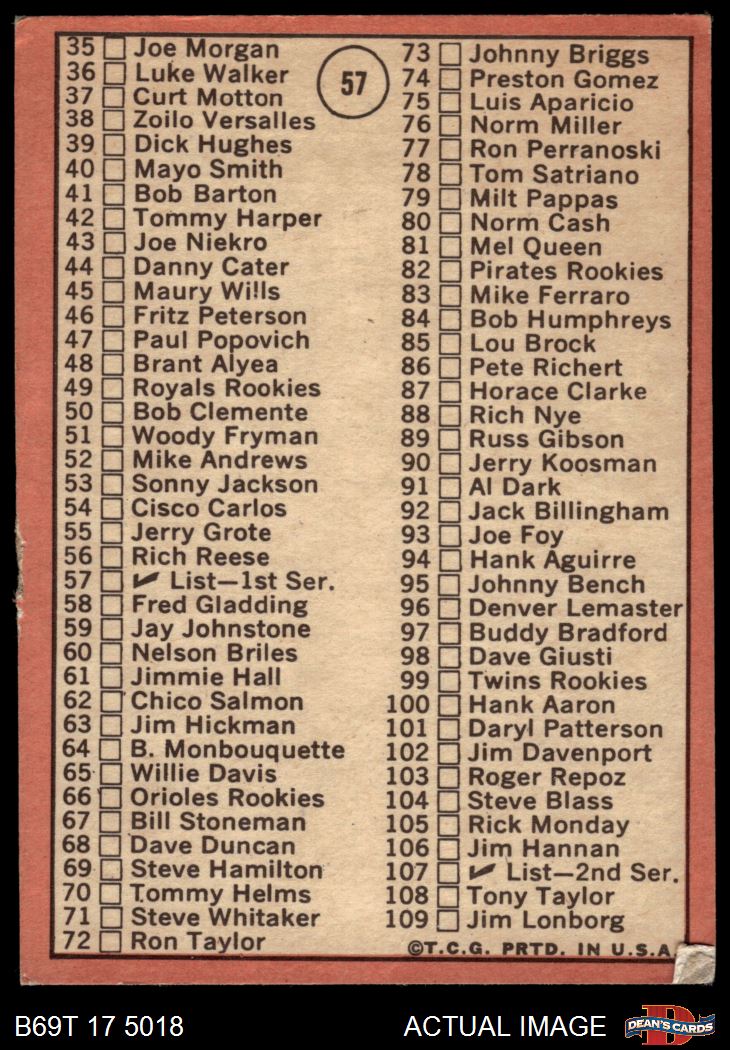 35 Joe Morgan
36 Luke Walker
37 Curt Motton
38 Zoilo Versalles
39 Dick Hughes
40 Mayo Smith
41 Bob Barton
42 Tommy Harper
43 Joe Niekro
44 Danny Cater
45 Maury Wills
46 Fritz Peterson
47 Paul Popovich
48 Brant Alyea
49 Royals Rookies
50 Bob Clemente
51 Woody Fryman
52 Mike Andrews
53 Sonny Jackson
54 Cisco Carlos
55 Jerry Grote
56 Rich Reese
57 ✔ List—1st Ser.
58 Fred Gladding
59 Jay Johnstone
60 Nelson Briles
61 Jimmie Hall
62 Chico Salmon
63 Jim Hickman
64 B. Monbouquette
65 Willie Davis
66 Orioles Rookies
67 Bill Stoneman
68 Dave Duncan
69 Steve Hamilton
70 Tommy Helms
71 Steve Whitaker
72 Ron Taylor
57
73 Johnny Briggs
74 Preston Gomez
75 Luis Aparicio
76 Norm Miller
77 Ron Perranoski
78 Tom Satriano
79 Milt Pappas
80 Norm Cash
81 Mel Queen
82 Pirates Rookies
83 Mike Ferraro
84 Bob Humphreys
85 Lou Brock
86 Pete Richert
87 Horace Clarke
88 Rich Nye
89 Russ Gibson
90 Jerry Koosman
91 Al Dark
92 Jack Billingham
93 Joe Foy
94 Hank Aguirre
95 Johnny Bench
96 Denver Lemaster
97 Buddy Bradford
98 Dave Giusti
99 Twins Rookies
100 Hank Aaron
101 Daryl Patterson
102 Jim Davenport
103 Roger Repoz
104 Steve Blass
105 Rick Monday
106 Jim Hannan
107 ✔ List—2nd Ser.
108 Tony Taylor
109 Jim Lonborg
©T.C.G. PRTD. IN U.S.A.
B69T 17 5018
ACTUAL IMAGE
D
DEAN'S CARDS